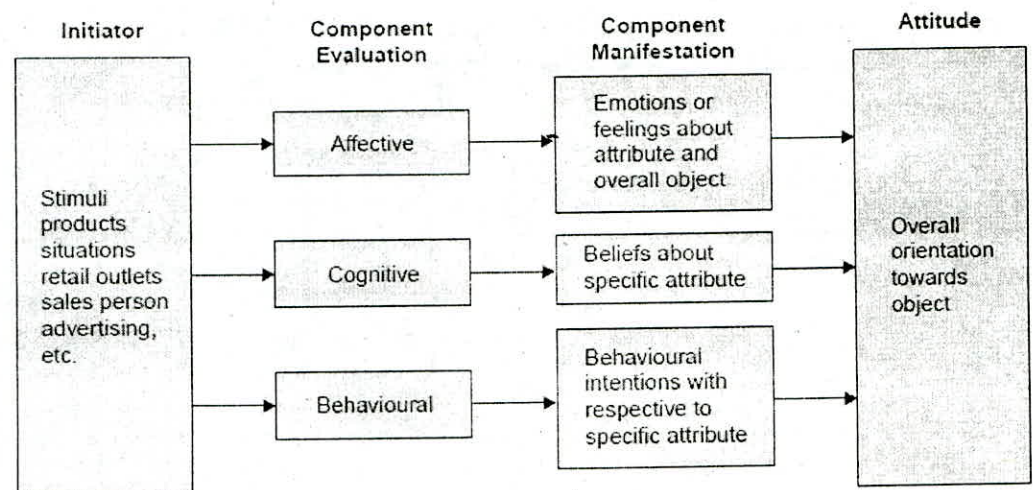 Initiator
Component
Evaluation
Component
Manifestation
Attitude
Stimuli
products
situations
retail outlets
sales person
advertising,
etc.
Affective
Cognitive
Behavioural
Emotions or
feelings about
attribute and
overall object
Beliefs about
specific attribute
Behavioural
intentions with
respective to
specific attribute
Overall
orientation
towards
object